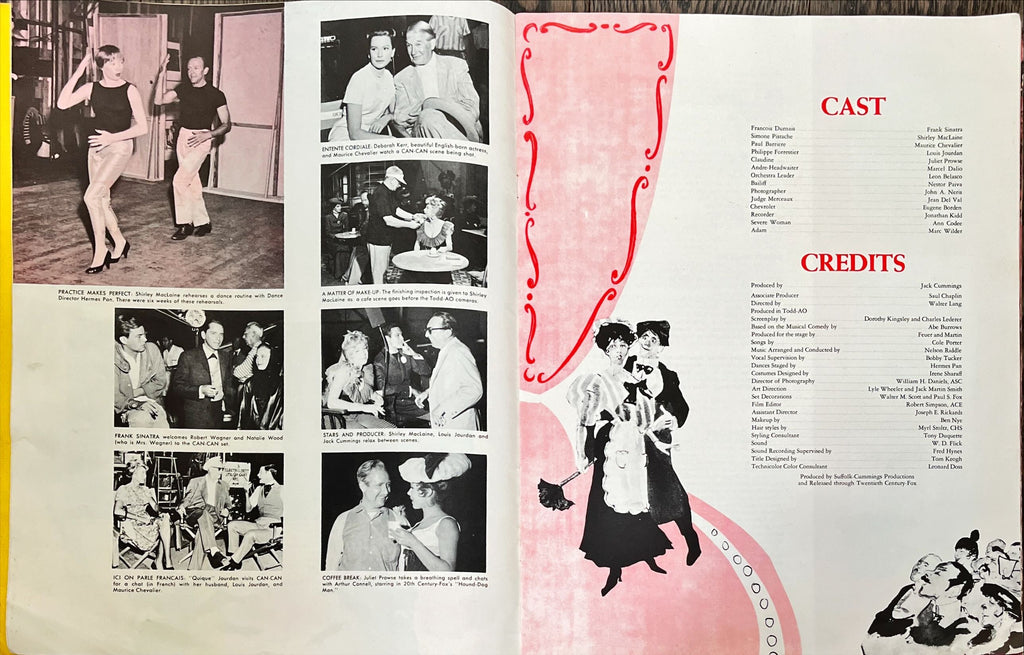 PRACTICE MAKES PERFECT: Shirley MacLaine rehearses a dance routine with Dance
Director Hermes Pan. There were six weeks of these rehearsals.
ENTENTE CORDIALE: Deborah Kerr, beautiful English-born actress,
and Maurice Chevalier watch a CAN-CAN scene being shot.
A MATTER OF MAKE-UP: The finishing inspection is given to Shirley
MacLaine as a cafe scene goes before the Todd-AO cameras.
FRANK SINATRA welcomes Robert Wagner and Natalie Wood
(who is Mrs. Wagner) to the CAN-CAN set.
STARS AND PRODUCER: Shirley MacLaine, Louis Jourdan and
Jack Cummings relax between scenes.
ICI ON PARLE FRANCAIS: "Quique" Jourdan visits CAN-CAN
for a chat (in French) with her husband, Louis Jourdan, and
Maurice Chevalier.
COFFEE BREAK: Juliet Prowse takes a breathing spell and chats
with Arthur Connell, starring in 20th Century-Fox's "Hound-Dog
Man."
CAST
Francois Durnais Frank Sinatra
Simone Pistache Shirley MacLaine
Paul Barriere Maurice Chevalier
Philippe Forrestier Louis Jourdan
Claudine Juliet Prowse
Andre-Headwaiter Marcel Dalio
Orchestra Leader Leon Belasco
Bailiff Nestor Paiva
Photographer John A. Neris
Judge Merceaux Jean Del Val
Chevrolet Eugene Borden
Recorder Jonathan Kidd
Severe Woman Ann Codee
Adam Marc Wilder
CREDITS
Produced by Jack Cummings
Associate Producer Saul Chaplin
Directed by Walter Lang
Produced in Todd-AO
Screenplay by Dorothy Kingsley and Charles Lederer
Based on the Musical Comedy by Abe Burrows
Produced for the stage by Feuer and Martin
Songs by Cole Porter
Music Arranged and Conducted by Nelson Riddle
Vocal Supervision by Bobby Tucker
Dances Staged by Hermes Pan
Costumes Designed by Irene Sharaff
Director of Photography William H. Daniels, ASC
Art Direction Lyle Wheeler and Jack Martin Smith
Set Decorations Walter M. Scott and Paul S. Fox
Film Editor Robert Simpson, ACE
Assistant Director Joseph E. Rickards
Makeup by Ben Nye
Hair styles by Myrl Stoltz, CHS
Styling Consultant Tony Duquette
Sound W. D. Flick
Sound Recording Supervised by Fred Hynes
Title Designed by Tom Keogh
Technicolor Color Consultant Leonard Doss
Produced by Suffolk-Cummings Productions
and Released through Twentieth Century-Fox